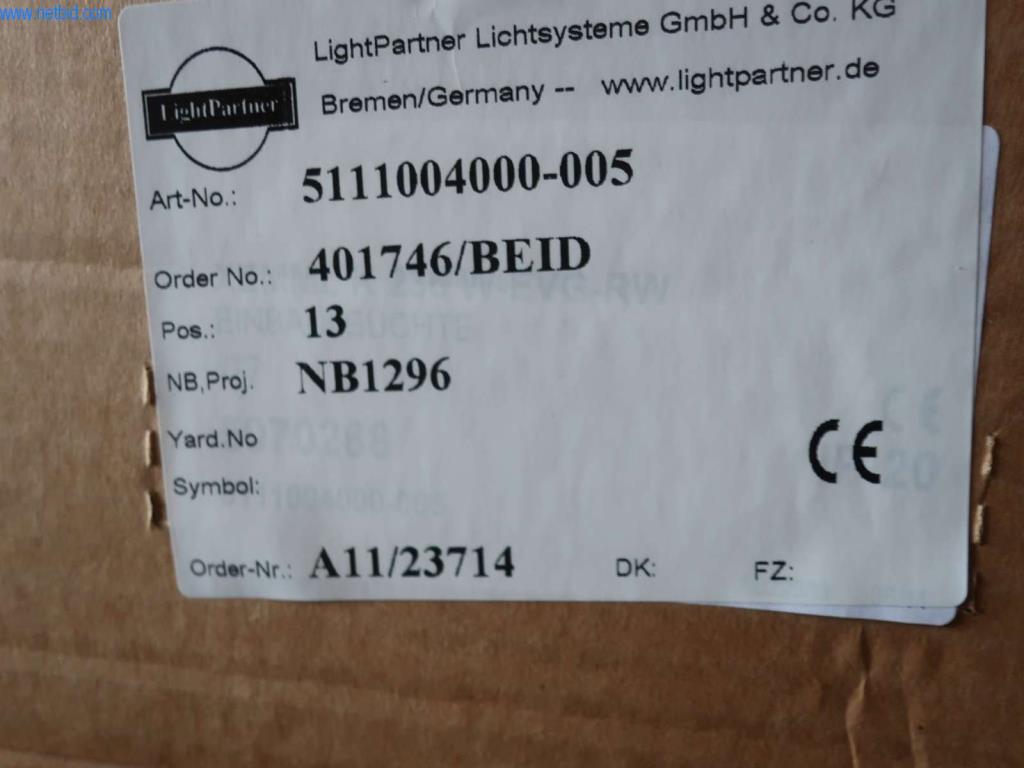 www.netbid.com
LightPartner Lichtsysteme GmbH & Co. KG
LightPartner
Bremen/Germany -- www.lightpartner.de
Art-No.: 5111004000-005
Order No.: 401746/BEID
Pos.: 13
NB,Proj. NB1296
Yard.No
CE
Symbol:
Order-Nr.: A11/23714 DK: FZ: